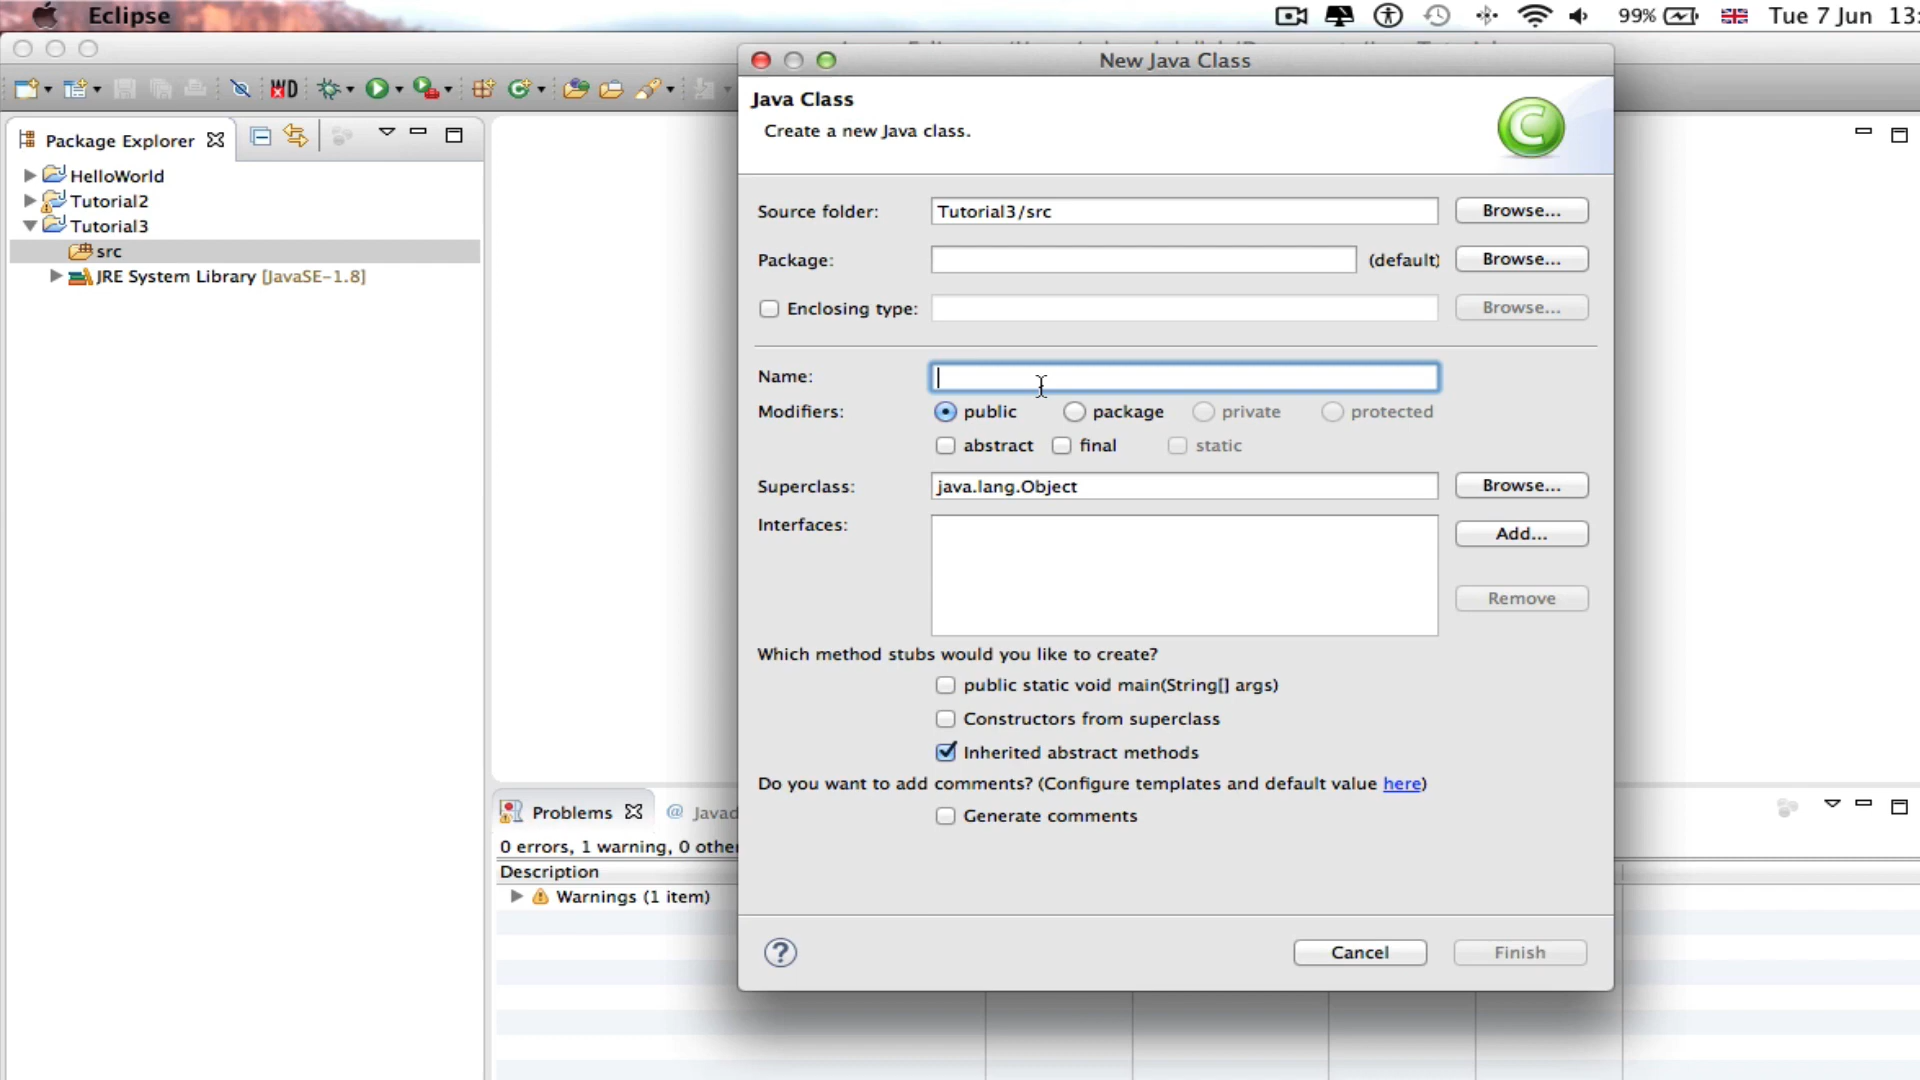 Eclipse 99% Tue 7 Jun 13:
New Java Class
Java Class
Create a new Java class.
Package Explorer
HelloWorld
Tutorial2
Tutorial3
src
JRE System Library [JavaSE-1.8]
Source folder: Tutorial3/src Browse...
Package: (default) Browse...
Enclosing type: Browse...
Name:
Modifiers: public package private protected
abstract final static
Superclass: java.lang.Object Browse...
Interfaces: Add...
Remove
Which method stubs would you like to create?
public static void main(String[] args)
Constructors from superclass
Inherited abstract methods
Do you want to add comments? (Configure templates and default value here)
Generate comments
Cancel Finish
Problems @ Javad
0 errors, 1 warning, 0 other
Description
Warnings (1 item)